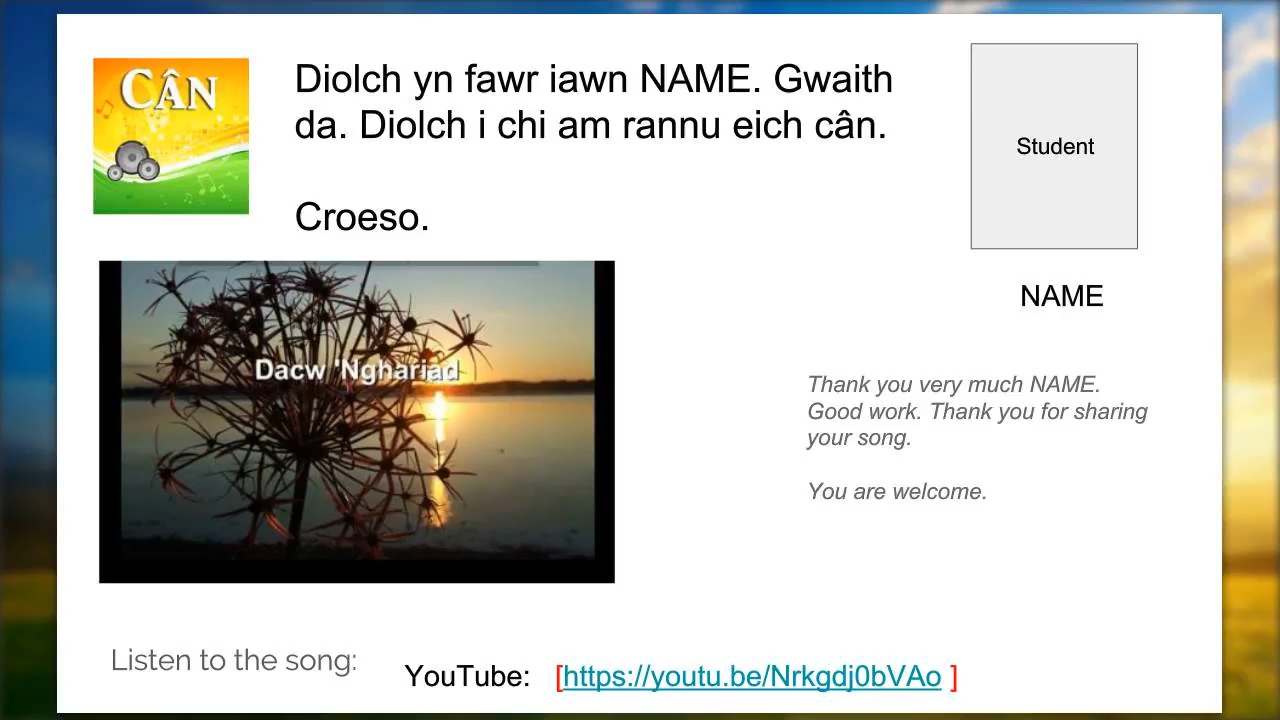 CÂN
Diolch yn fawr iawn NAME. Gwaith
da. Diolch i chi am rannu eich cân.
Croeso.
Student
NAME
Dacw 'Nghariad
Thank you very much NAME.
Good work. Thank you for sharing
your song.
You are welcome.
Listen to the song:
YouTube: [https://youtu.be/Nrkgdj0bVAo ]